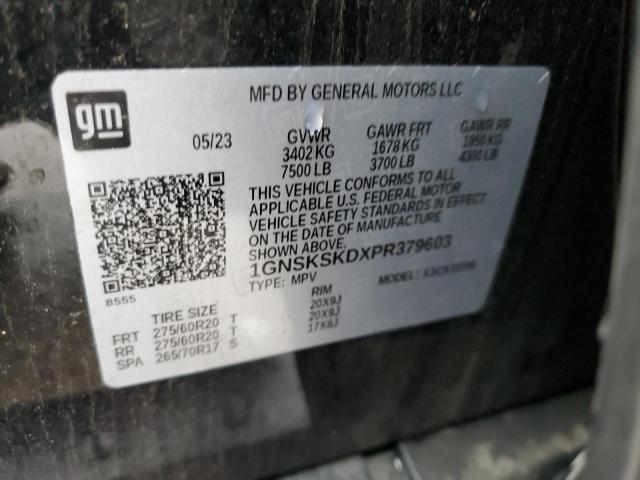 gm
MFD BY GENERAL MOTORS LLC
05/23
GVWR GAWR FRT GAWR RR
3402 KG 1678 KG 1950 KG
7500 LB 3700 LB 4300 LB
THIS VEHICLE CONFORMS TO ALL
APPLICABLE U.S. FEDERAL MOTOR
VEHICLE SAFETY STANDARDS IN EFFECT
ON THE DATE OF MANUFACTURE
SHOWN ABOVE.
1GNSKSKDXPR379603
TYPE: MPV MODEL:
8555
TIRE SIZE RIM
FRT 275/60R20 T 20X9J
RR 275/60R20 T 20X9J
SPA 265/70R17 S 17X8J